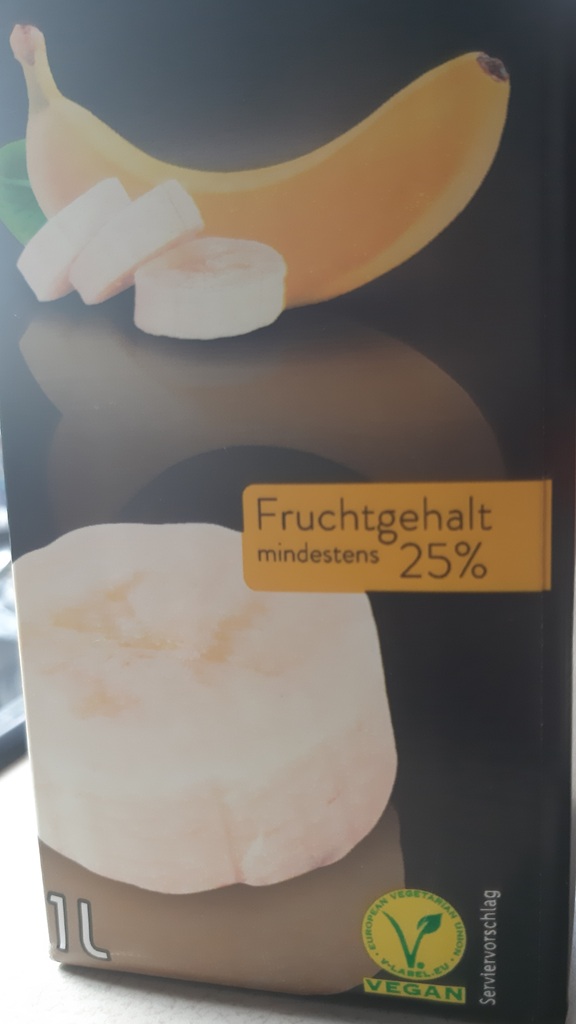 Fruchtgehalt
mindestens 25%
1L
EUROPEAN VEGETARIAN UNION
V-LABEL.EU
VEGAN
Serviervorschlag